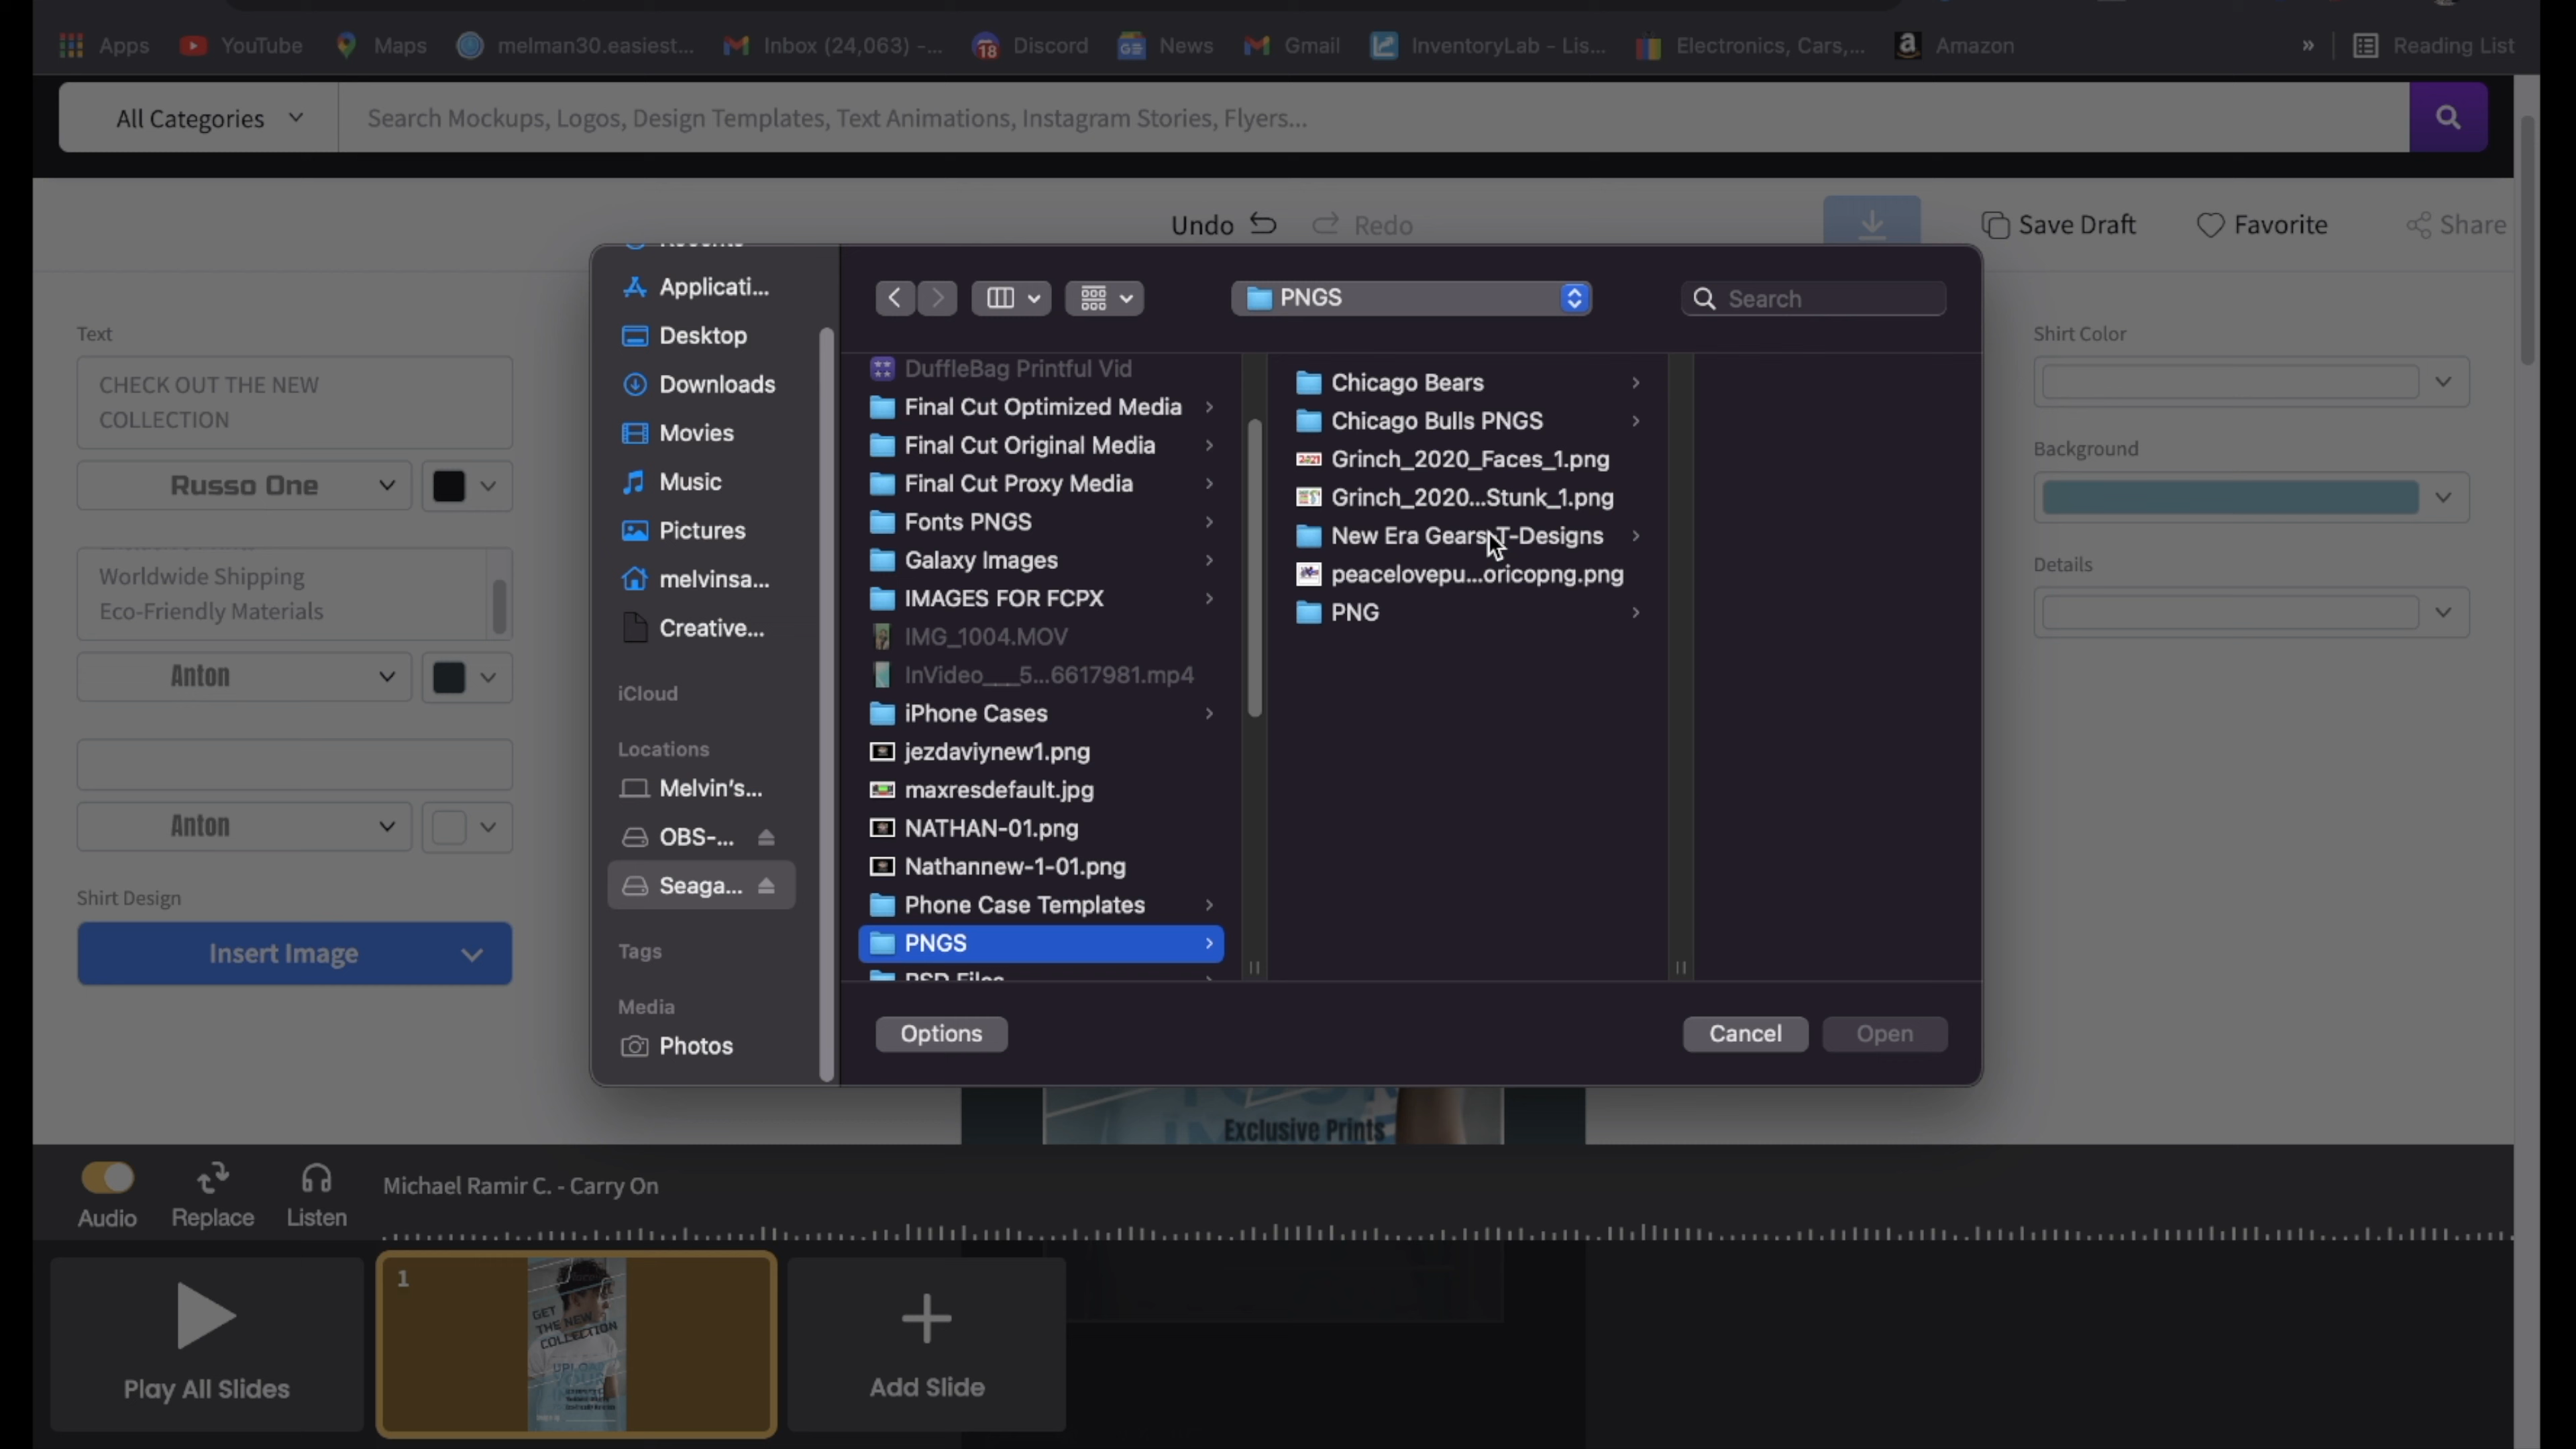 Apps YouTube Maps melman30.easiest... Inbox (24,063) -... 18 Discord News Gmail InventoryLab - Lis... Electronics, Cars,... Amazon » Reading List
All Categories Search Mockups, Logos, Design Templates, Text Animations, Instagram Stories, Flyers...
Undo Redo Save Draft Favorite Share
Text
CHECK OUT THE NEW
COLLECTION
Russo One
Worldwide Shipping
Eco-Friendly Materials
Anton
Anton
Shirt Design
Insert Image
Applicati...
Desktop
Downloads
Movies
Music
Pictures
melvinsa...
Creative...
iCloud
Locations
Melvin's...
OBS-...
Seaga...
Tags
Media
Photos
PNGS
Search
DuffleBag Printful Vid
Final Cut Optimized Media
Final Cut Original Media
Final Cut Proxy Media
Fonts PNGS
Galaxy Images
IMAGES FOR FCPX
IMG_1004.MOV
InVideo___5...6617981.mp4
iPhone Cases
jezdaviynew1.png
maxresdefault.jpg
NATHAN-01.png
Nathannew-1-01.png
Phone Case Templates
PNGS
PSD Files
Chicago Bears
Chicago Bulls PNGS
Grinch_2020_Faces_1.png
Grinch_2020...Stunk_1.png
New Era Gears T-Designs
peacelovepu...oricopng.png
PNG
Options
Cancel
Open
Shirt Color
Background
Details
Exclusive Prints
Audio
Replace
Listen
Michael Ramir C. - Carry On
Play All Slides
1
GET
THE NEW
COLLECTION
UPLOAD
Add Slide